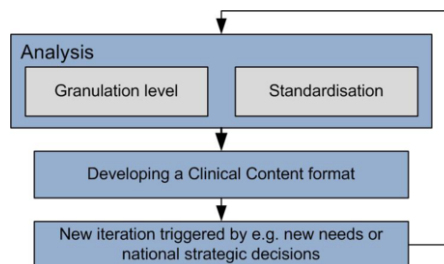 Analysis
Granulation level
Standardisation
Developing a Clinical Content format
New iteration triggered by e.g. new needs or
national strategic decisions